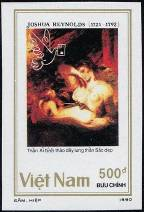 JOSHUA REYNOLDS (1723 - 1792)
Thần Ái tình tháo dây lưng thần Sắc đẹp
500đ
Việt Nam BƯU CHÍNH
1990